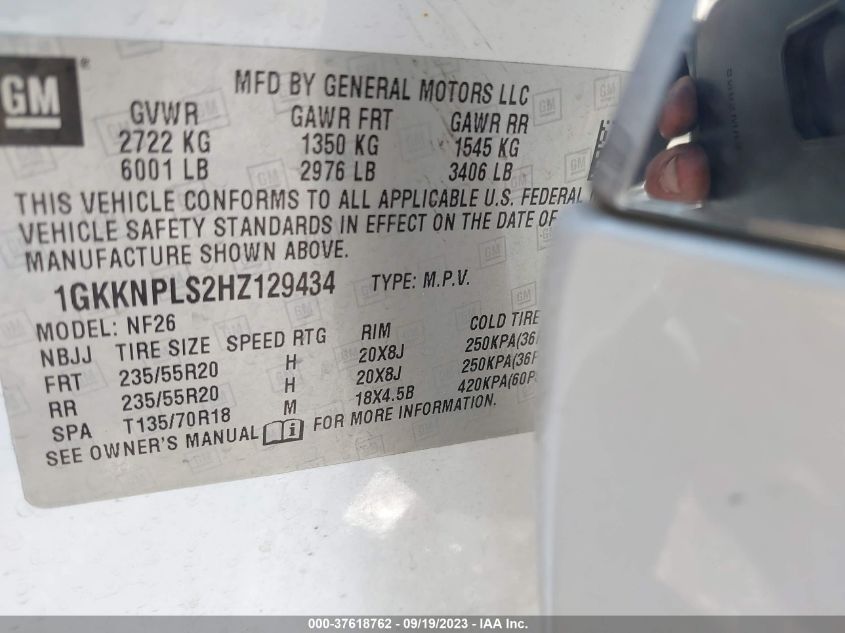 GM
®
MFD BY GENERAL MOTORS LLC
GVWR GAWR FRT GAWR RR
2722 KG 1350 KG 1545 KG
6001 LB 2976 LB 3406 LB
THIS VEHICLE CONFORMS TO ALL APPLICABLE U.S. FEDERAL
VEHICLE SAFETY STANDARDS IN EFFECT ON THE DATE OF
MANUFACTURE SHOWN ABOVE.
1GKKNPLS2HZ129434 TYPE: M.P.V.
MODEL: NF26
NBJJ TIRE SIZE SPEED RTG RIM COLD TIRE
FRT 235/55R20 H 20X8J 250KPA(36
RR 235/55R20 H 20X8J 250KPA(36
SPA T135/70R18 M 18X4.5B 420KPA(60P
SEE OWNER'S MANUAL FOR MORE INFORMATION.
000-37618762 - 09/19/2023 - IAA Inc.